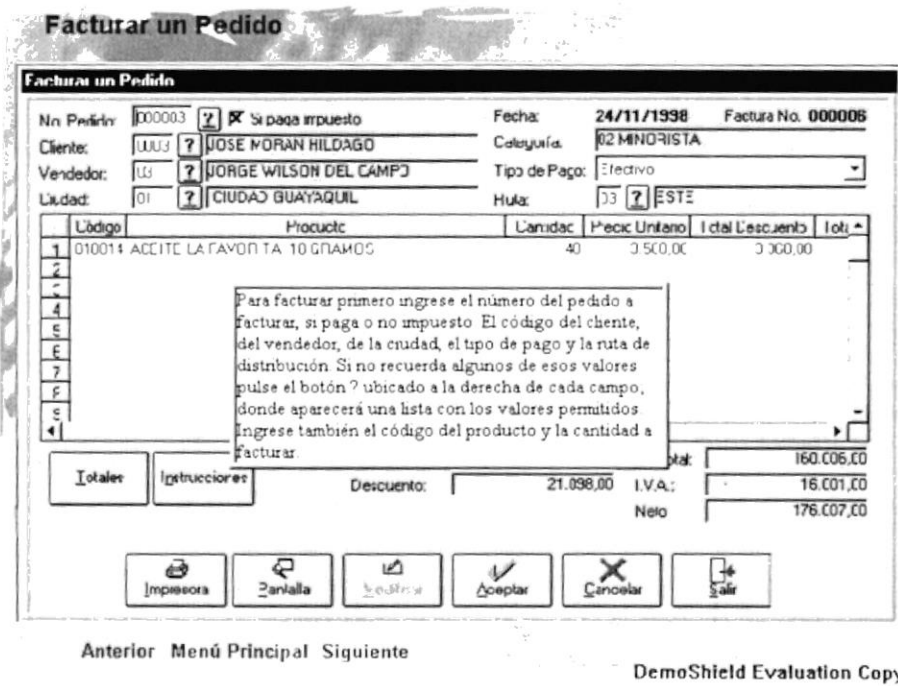 Facturar un Pedido
Facturar un Pedido
No. Pedido: 000003 ? Si paga impuesto Fecha: 24/11/1998 Factura No. 000006
Cliente: 0003 ? JOSE MORAN HILDAGO Categoría: 02 MINORISTA
Vendedor: 03 ? JORGE WILSON DEL CAMPO Tipo de Pago: Efectivo
Ciudad: 01 ? CIUDAD GUAYAQUIL Ruta: 03 ? ESTE
Código Producto Cantidad Precio Unitario Total Descuento
1 010014 ACEITE LA FAVORITA 10 GRAMOS 40
2
4
7
Para facturar primero ingrese el número del pedido a
facturar, si paga o no impuesto. El código del cliente,
del vendedor, de la ciudad, el tipo de pago y la ruta de
distribución. Si no recuerda algunos de esos valores
pulse el botón ? ubicado a la derecha de cada campo,
donde aparecerá una lista con los valores permitidos.
Ingrese también el código del producto y la cantidad a
facturar.
Totales Instrucciones Descuento: 21.098,00
160.006,00
I.V.A.: 16.001,00
Neto 176.007,00
Impresora Pantalla Modificar Aceptar Cancelar Salir
Anterior Menú Principal Siguiente
DemoShield Evaluation Copy